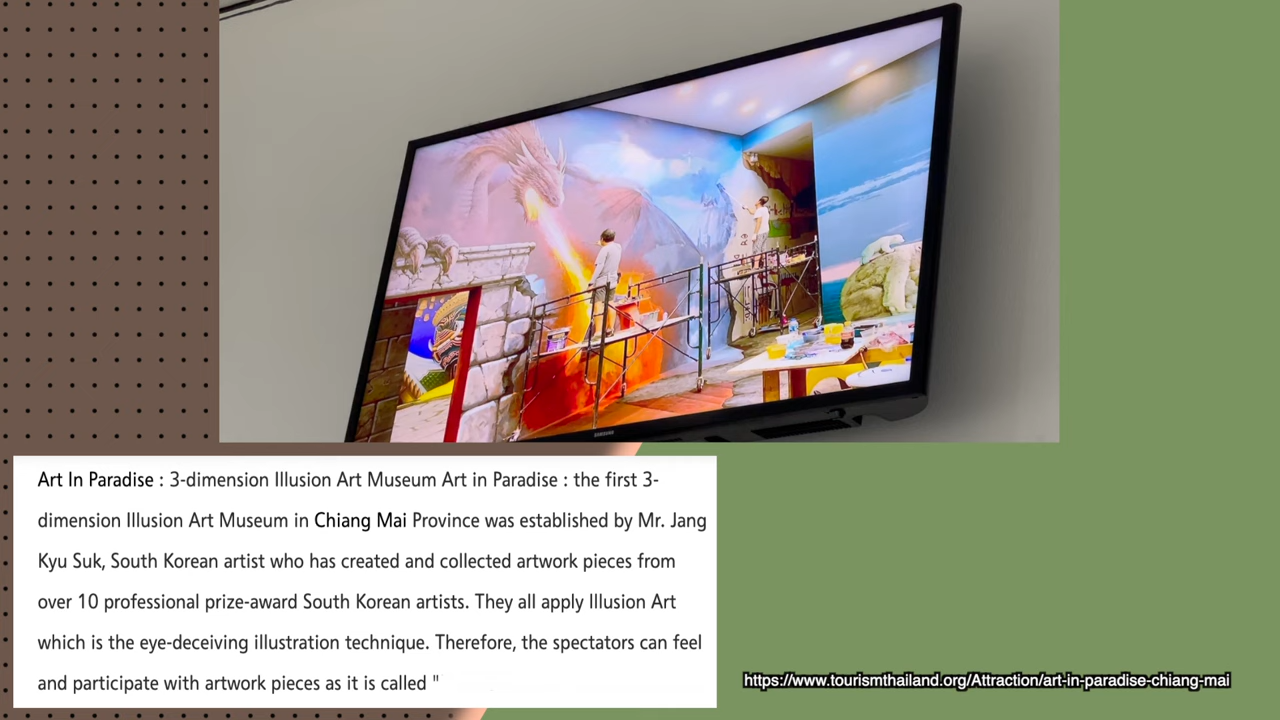 SAMSUNG
Art In Paradise : 3-dimension Illusion Art Museum Art in Paradise : the first 3-
dimension Illusion Art Museum in Chiang Mai Province was established by Mr. Jang
Kyu Suk, South Korean artist who has created and collected artwork pieces from
over 10 professional prize-award South Korean artists. They all apply Illusion Art
which is the eye-deceiving illustration technique. Therefore, the spectators can feel
and participate with artwork pieces as it is called "
https://www.tourismthailand.org/Attraction/art-in-paradise-chiang-mai